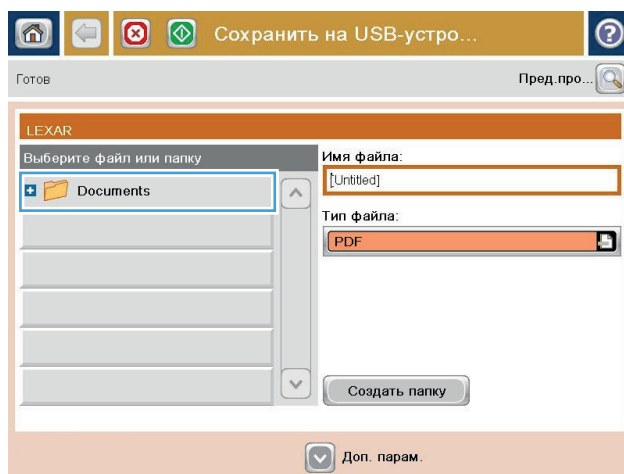 Сохранить на USB-устро...
?
Готов
Пред.про...
LEXAR
Выберите файл или папку
Documents
Имя файла:
[Untitled]
Тип файла:
PDF
Создать папку
Доп. парам.